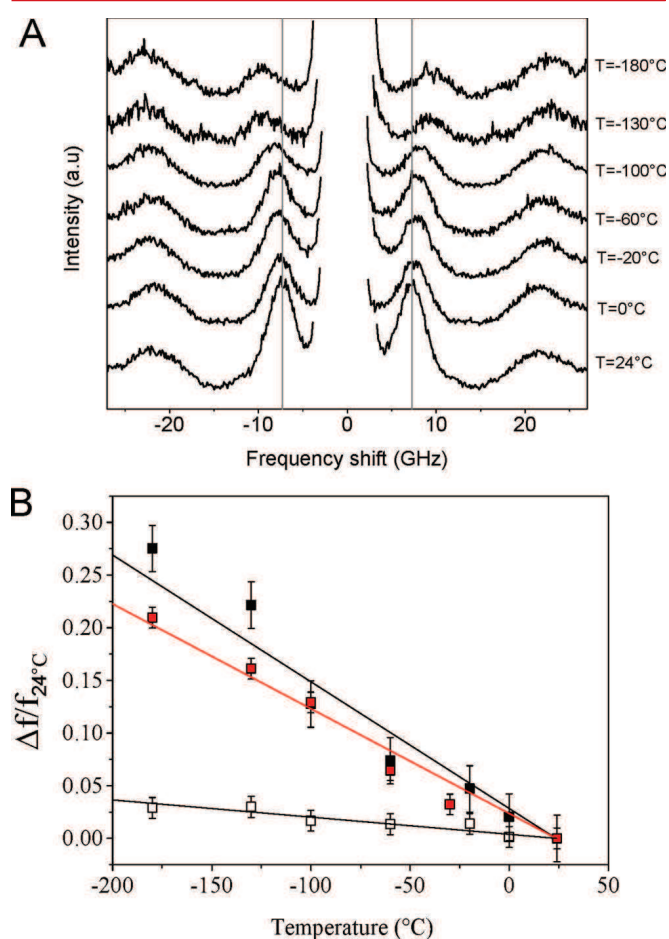 A
Intensity (a.u)
T=-180°C
T=-130°C
T=-100°C
T=-60°C
T=-20°C
T=0°C
T=24°C
-20 -10 0 10 20
Frequency shift (GHz)
B
Δf/f24°C
0.30
0.25
0.20
0.15
0.10
0.05
0.00
-200 -150 -100 -50 0 50
Temperature (°C)